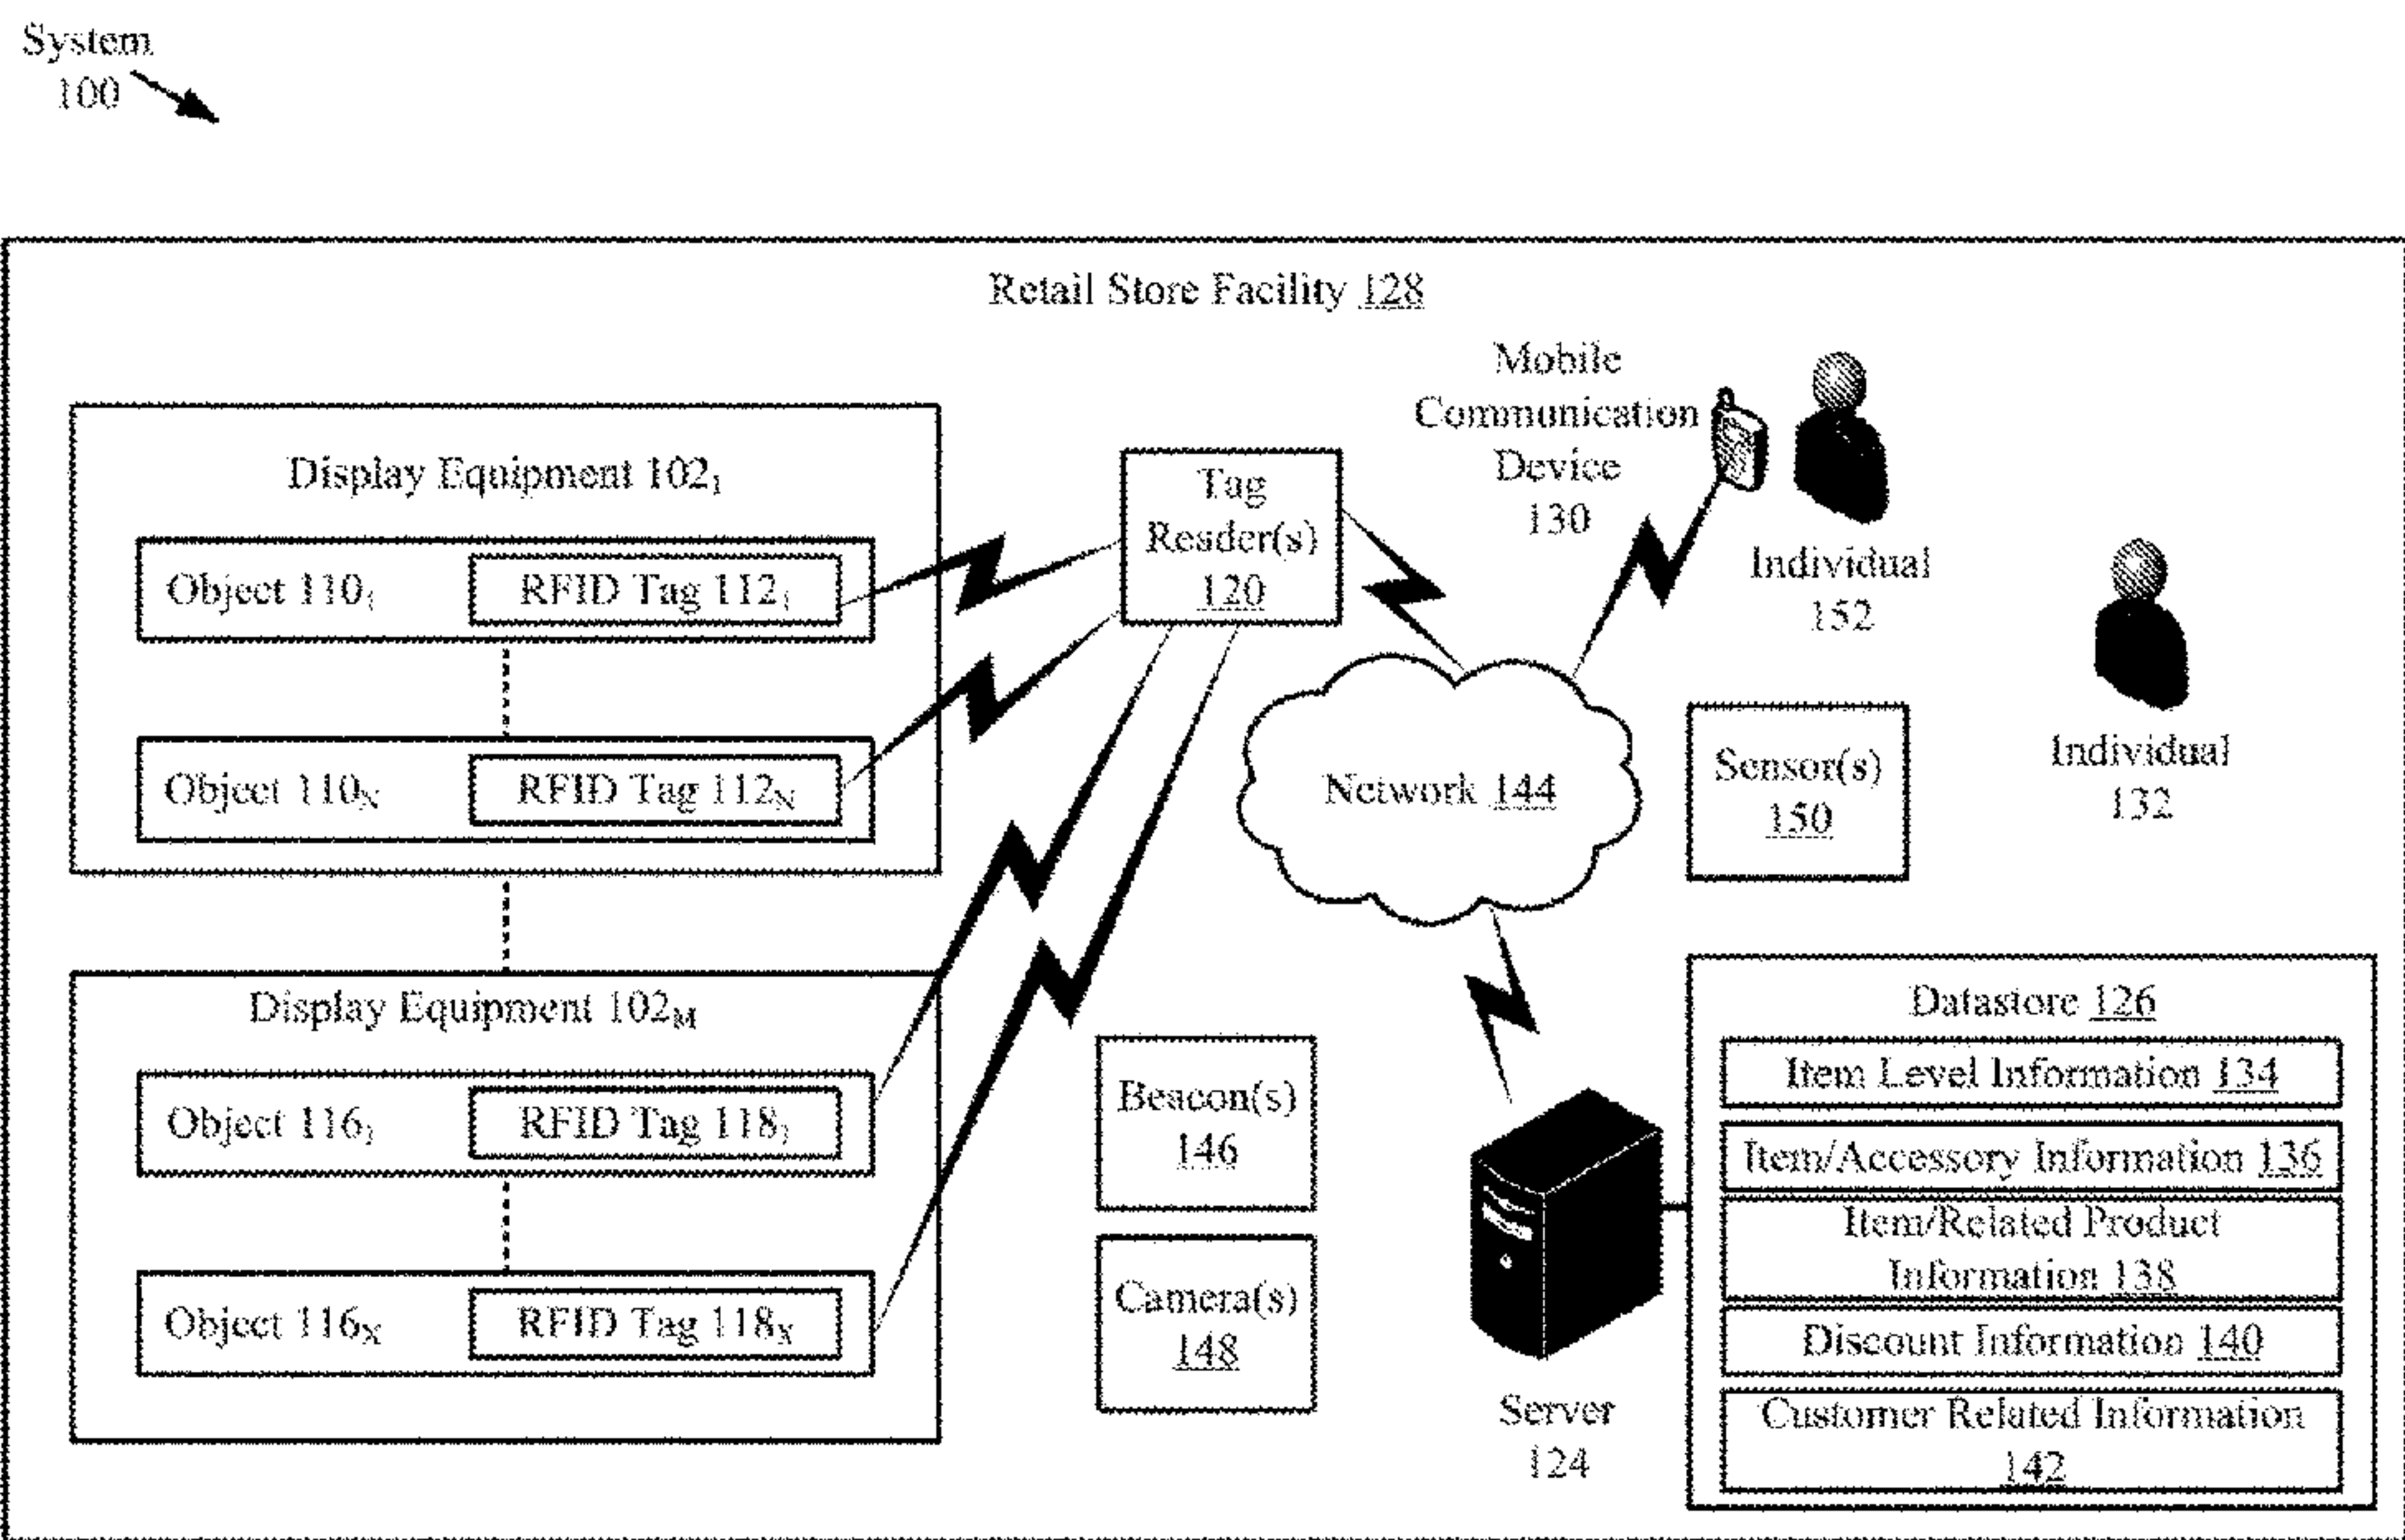 System
100
Retail Store Facility 128
Display Equipment 102₁
Object 110₁
RFID Tag 112₁
Object 110N
RFID Tag 112N
Display Equipment 102M
Object 116₁
RFID Tag 118₁
Object 116X
RFID Tag 118X
Tag
Reader(s)
120
Mobile
Communication
Device
130
Individual
152
Individual
132
Network 144
Sensor(s)
150
Beacon(s)
146
Camera(s)
148
Server
124
Datastore 126
Item Level Information 134
Item/Accessory Information 136
Item/Related Product
Information 138
Discount Information 140
Customer Related Information
142